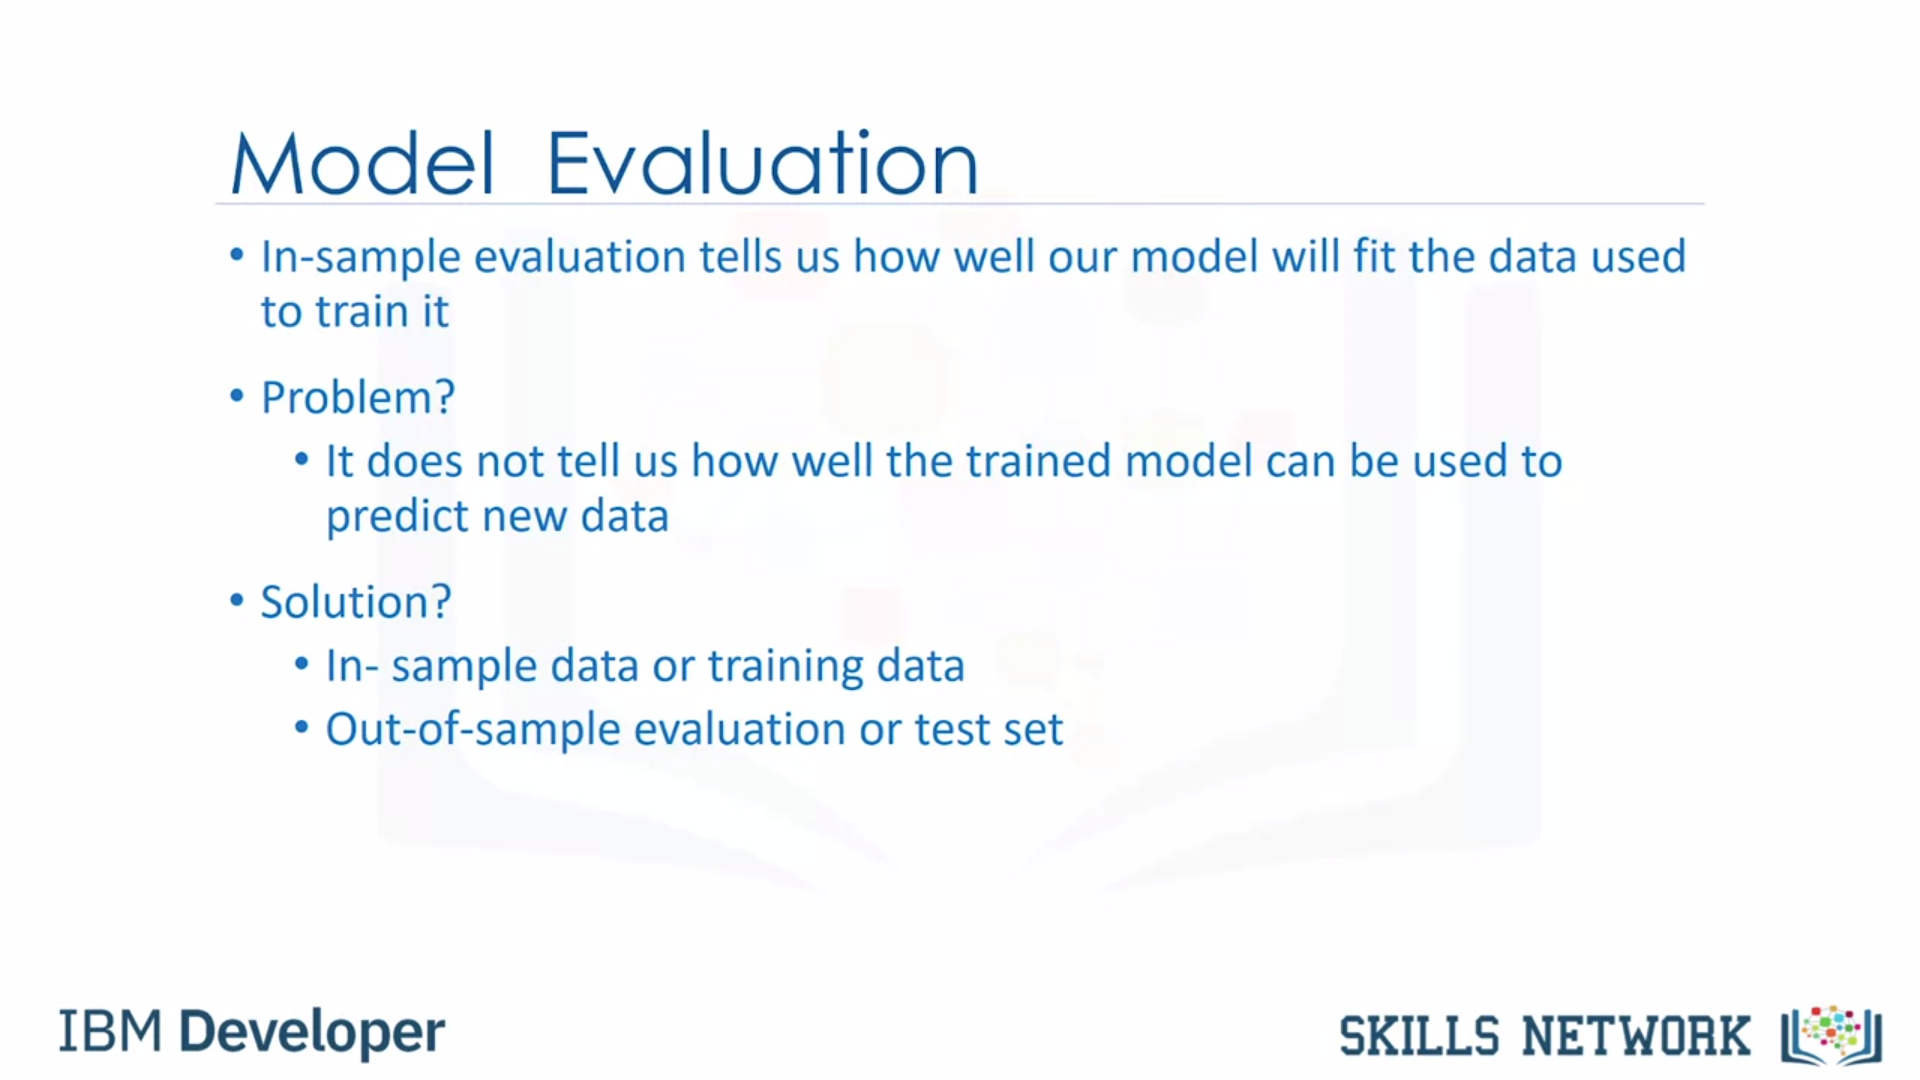 Model Evaluation
• In-sample evaluation tells us how well our model will fit the data used
to train it
• Problem?
• It does not tell us how well the trained model can be used to
predict new data
• Solution?
• In- sample data or training data
• Out-of-sample evaluation or test set
IBM Developer
SKILLS NETWORK